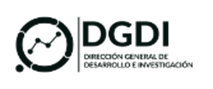 DGDI
DIRECCIÓN GENERAL DE
DESARROLLO E INVESTIGACIÓN